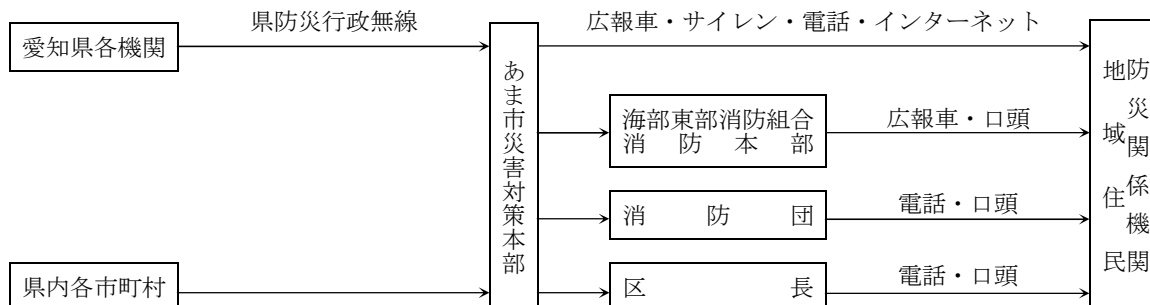 県防災行政無線
広報車・サイレン・電話・インターネット
愛知県各機関
あま市災害対策本部
海部東部消防組合
消防本部
広報車・口頭
消防団
電話・口頭
県内各市町村
区長
電話・口頭
防災関係機関
地域住民